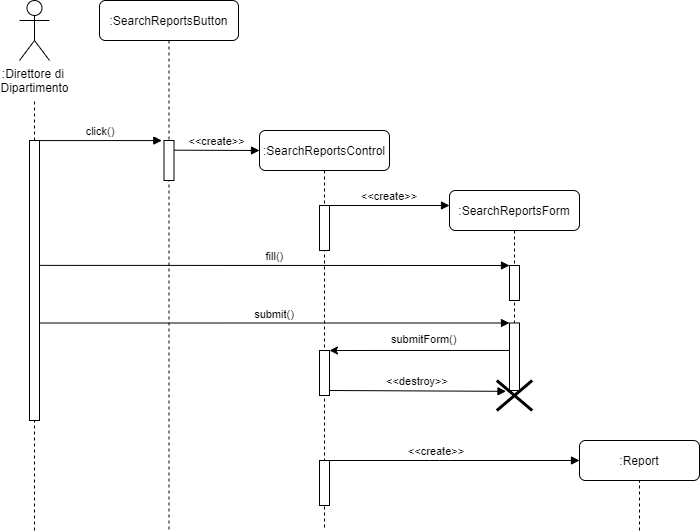 :SearchReportsButton
:Direttore di
Dipartimento
click()
<<create>>
:SearchReportsControl
<<create>>
:SearchReportsForm
fill()
submit()
submitForm()
<<destroy>>
<<create>>
:Report